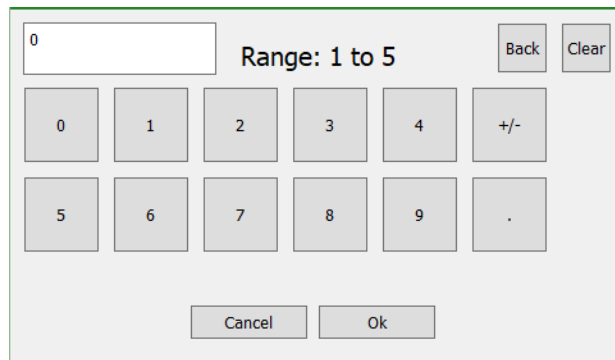 0
Range: 1 to 5
Back
Clear
0 1 2 3 4 +/-
5 6 7 8 9 .
Cancel
Ok